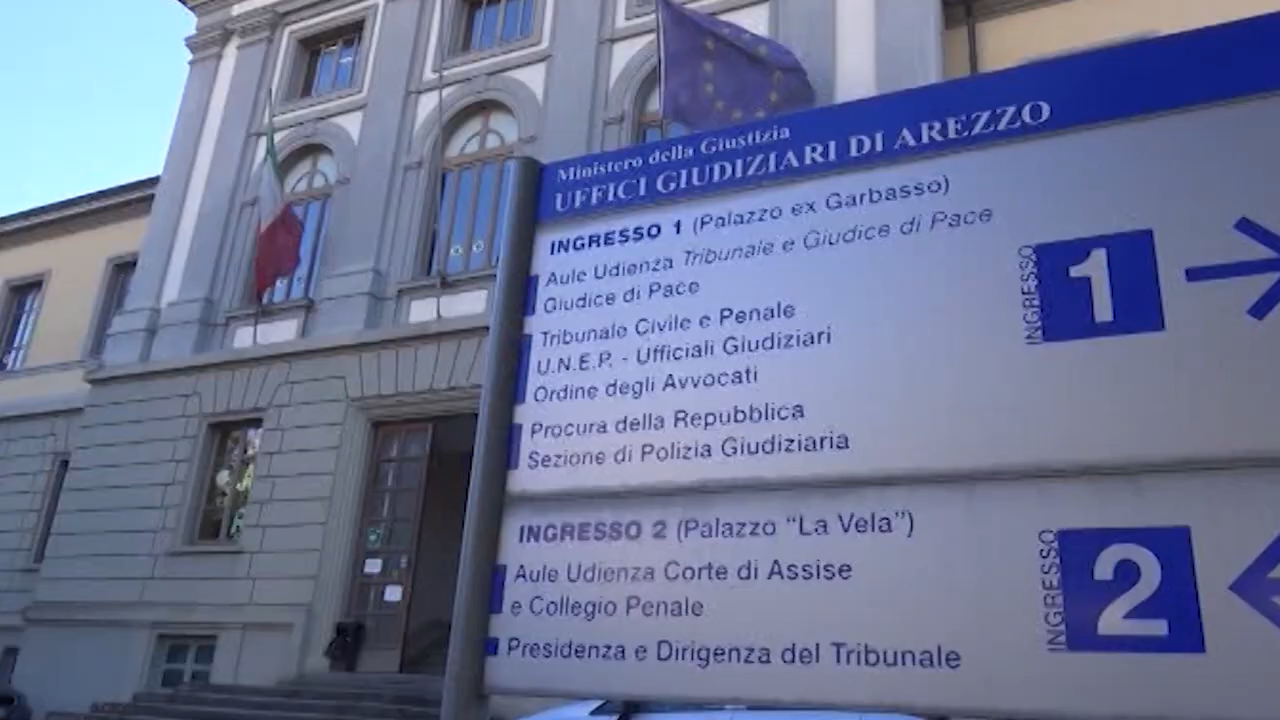 Ministero della Giustizia
UFFICI GIUDIZIARI DI AREZZO
INGRESSO 1 (Palazzo ex Garbasso)
Aule Udienza Tribunale e Giudice di Pace
Giudice di Pace
Tribunale Civile e Penale
U.N.E.P. - Ufficiali Giudiziari
Ordine degli Avvocati
Procura della Repubblica
Sezione di Polizia Giudiziaria
INGRESSO
1
INGRESSO 2 (Palazzo “La Vela”)
Aule Udienza Corte di Assise
e Collegio Penale
Presidenza e Dirigenza del Tribunale
INGRESSO
2